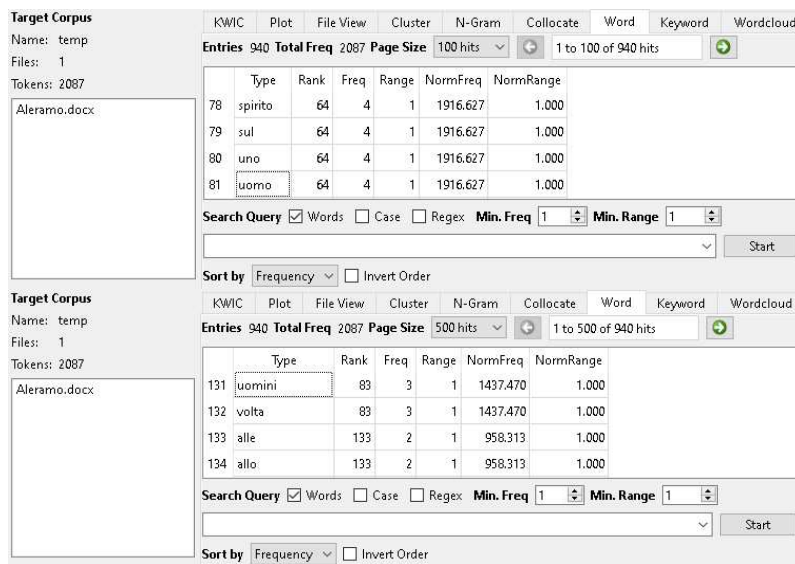 Target Corpus
Name: temp
Files: 1
Tokens: 2087
Aleramo.docx
KWIC Plot File View Cluster N-Gram Collocate Word Keyword Wordcloud
Entries 940 Total Freq 2087 Page Size 100 hits 1 to 100 of 940 hits
Type Rank Freq Range NormFreq NormRange
78 spirito 64 4 1 1916.627 1.000
79 sul 64 4 1 1916.627 1.000
80 uno 64 4 1 1916.627 1.000
81 uomo 64 4 1 1916.627 1.000
Search Query Words Case Regex Min. Freq 1 Min. Range 1
Start
Sort by Frequency Invert Order
Target Corpus
Name: temp
Files: 1
Tokens: 2087
Aleramo.docx
KWIC Plot File View Cluster N-Gram Collocate Word Keyword Wordcloud
Entries 940 Total Freq 2087 Page Size 500 hits 1 to 500 of 940 hits
Type Rank Freq Range NormFreq NormRange
131 uomini 83 3 1 1437.470 1.000
132 volta 83 3 1 1437.470 1.000
133 alle 133 2 1 958.313 1.000
134 allo 133 2 1 958.313 1.000
Search Query Words Case Regex Min. Freq 1 Min. Range 1
Start
Sort by Frequency Invert Order